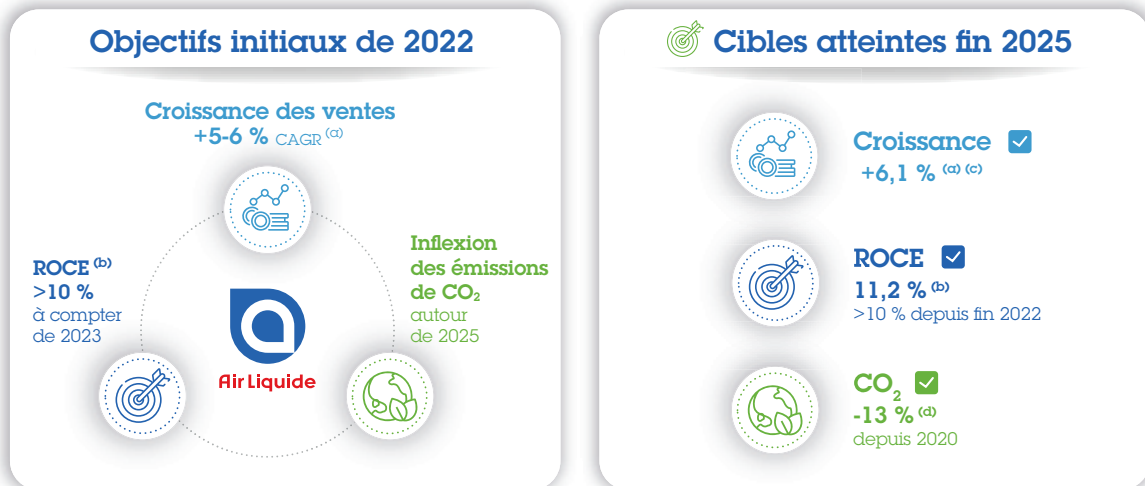 Objectifs initiaux de 2022
Croissance des ventes
+5-6 % CAGR (a)
ROCE (b)
>10 %
à compter
de 2023
Inflexion
des émissions
de CO₂
autour
de 2025
Air Liquide
Cibles atteintes fin 2025
Croissance
+6,1 % (a) (c)
ROCE
11,2 % (b)
>10 % depuis fin 2022
CO₂
-13 % (d)
depuis 2020